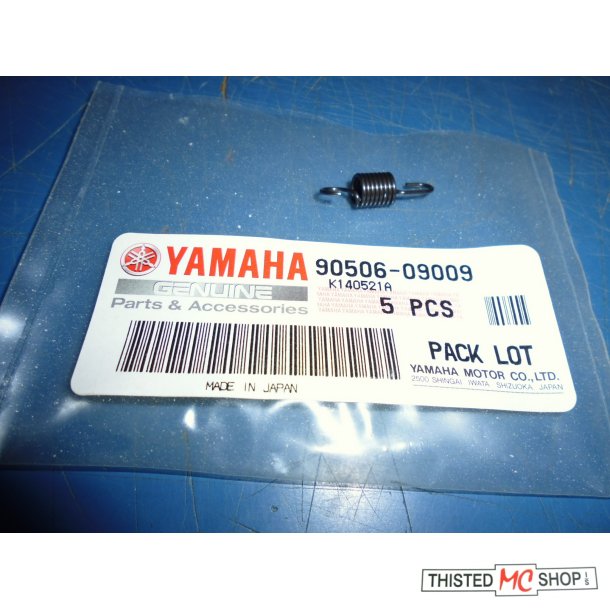 YAMAHA 90506-09009
K140521A
GENUINE
Parts & Accessories
5 PCS
PACK LOT
YAMAHA MOTOR CO.,LTD.
2500 SHINGAI IWATA SHIZUOKA, JAPAN
MADE IN JAPAN
THISTED MC SHOP I/S